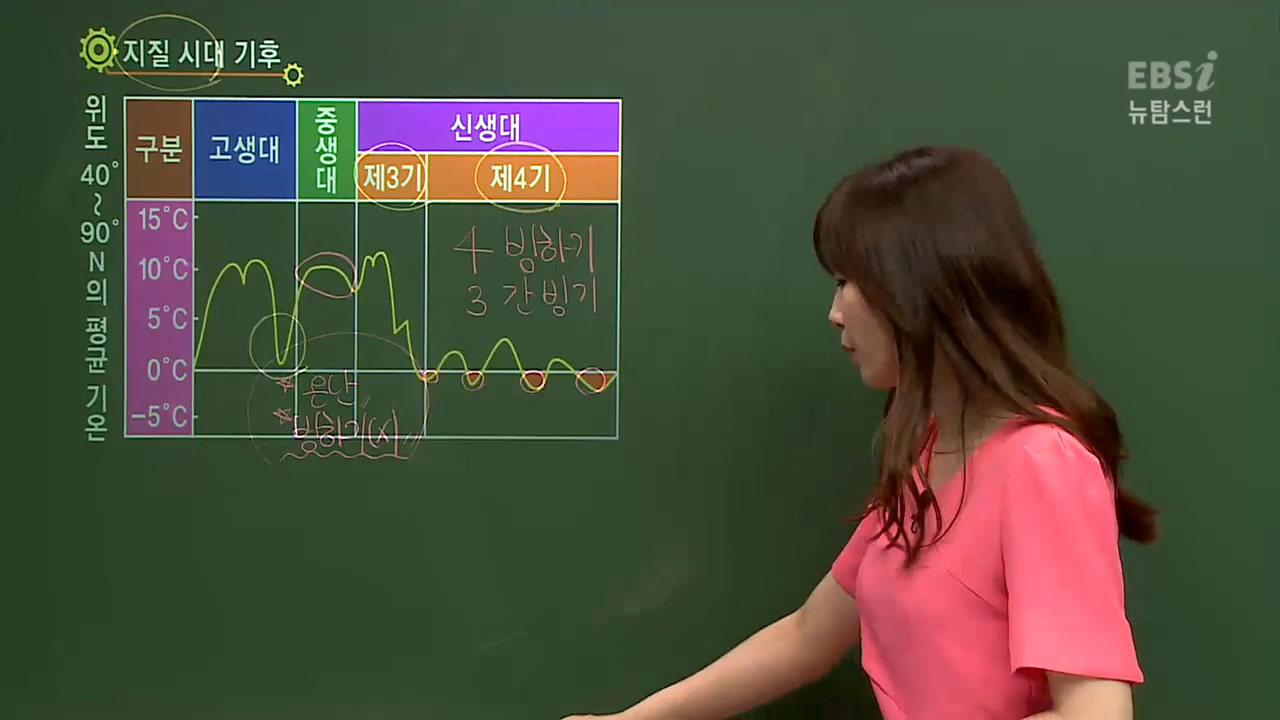 지질 시대 기후
EBSi
뉴탐스런
위도 40°~90°N의 평균 기온
구분
고생대
중생대
신생대
제3기
제4기
15℃
10℃
5℃
0℃
-5℃
4 빙하기
3 간빙기
* 온난
* 빙하기(X)